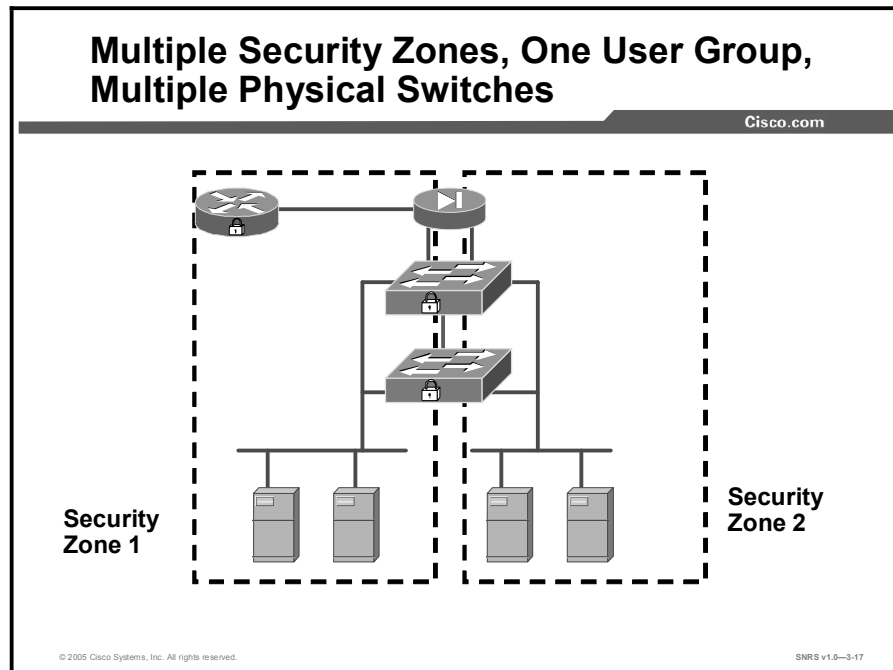 Multiple Security Zones, One User Group,
Multiple Physical Switches
Cisco.com
Security
Zone 1
Security
Zone 2
© 2005 Cisco Systems, Inc. All rights reserved.
SNRS v1.0—3-17